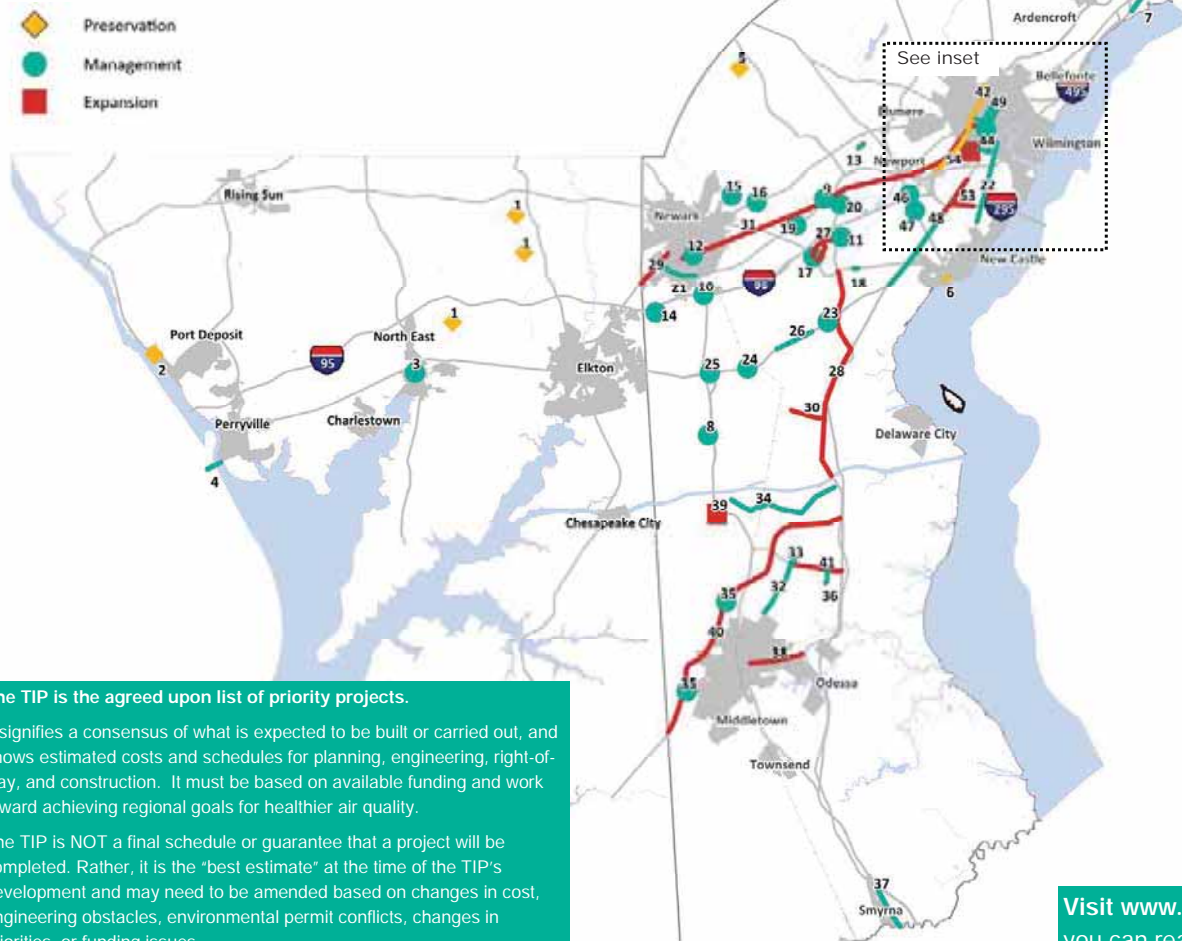 Preservation
Management
Expansion
See inset
Ardencroft
7
Bellefonte
495
5
42
49
Elsmere
Wilmington
44
13
Newport
54
Rising Sun
15
16
9
20
46
22
53
295
1
Newark
31
19
47
48
12
27
11
1
29
17
New Castle
21
10
95
18
6
14
23
1
Port Deposit
North East
26
2
95
3
Elkton
25
24
28
30
Perryville
Charlestown
8
Delaware City
4
34
39
Chesapeake City
33
41
35
32
36
40
38
Odessa
35
Middletown
Townsend
37
Smyrna
he TIP is the agreed upon list of priority projects.
signifies a consensus of what is expected to be built or carried out, and
hows estimated costs and schedules for planning, engineering, right-of-
ay, and construction. It must be based on available funding and work
ward achieving regional goals for healthier air quality.
he TIP is NOT a final schedule or guarantee that a project will be
ompleted. Rather, it is the "best estimate" at the time of the TIP's
evelopment and may need to be amended based on changes in cost,
ngineering obstacles, environmental permit conflicts, changes in
iorities, or funding issues.
Visit www.
you can rea